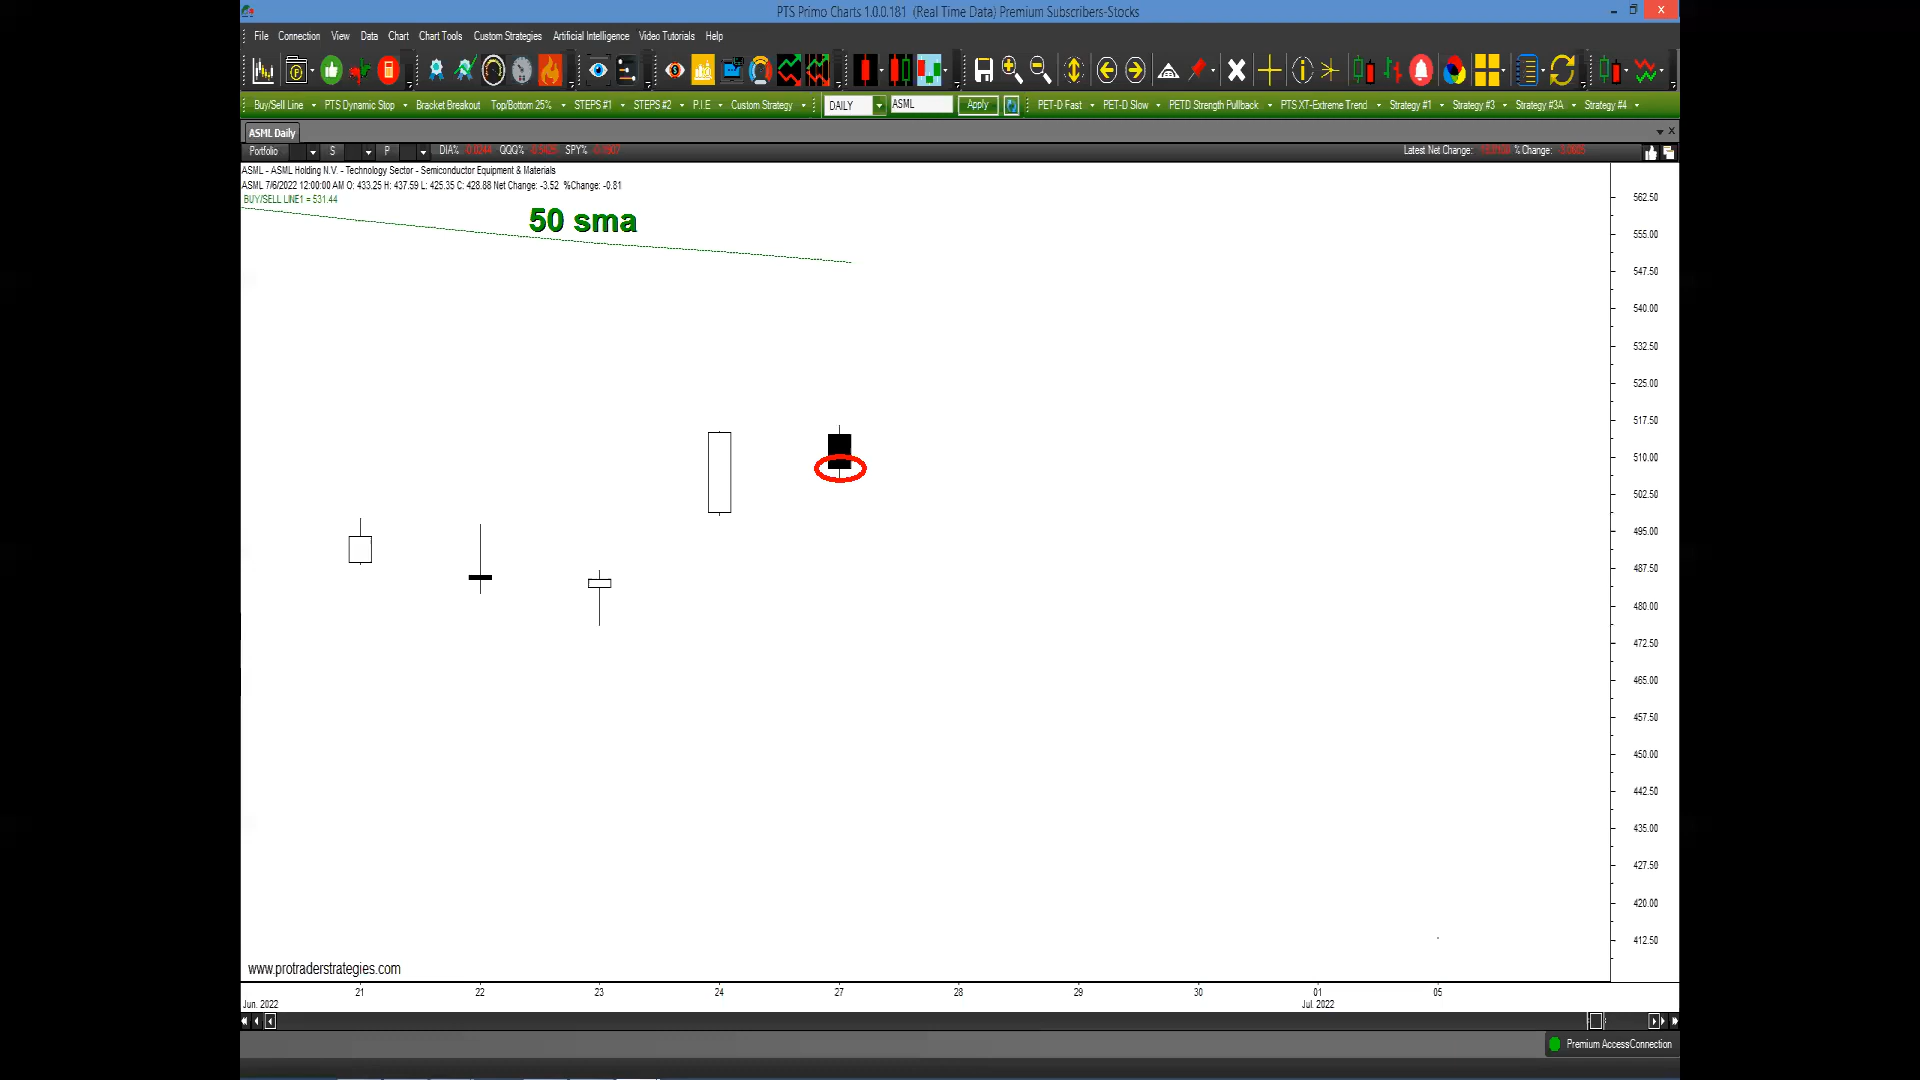 PTS Primo Charts 1.0.0.181 (Real Time Data) Premium Subscribers-Stocks
File Connection View Data Chart Chart Tools Custom Strategies Artificial Intelligence Video Tutorials Help
Buy/Sell Line PTS Dynamic Stop Bracket Breakout Top/Bottom 25% STEPS #1 STEPS #2 P.I.E Custom Strategy DAILY ASML Apply PET-D Fast PET-D Slow PETD Strength Pullback PTS XT-Extreme Trend Strategy #1 Strategy #3 Strategy #3A Strategy #4
ASML Daily
Portfolio S P DIA% QQQ% SPY% Latest Net Change: % Change:
ASML - ASML Holding N.V. - Technology Sector - Semiconductor Equipment & Materials
ASML 7/6/2022 12:00:00 AM O: 433.25 H: 437.59 L: 425.35 C: 428.88 Net Change: -3.52 %Change: -0.81
BUY/SELL LINE1 = 531.44
50 sma
562.50
555.00
547.50
540.00
532.50
525.00
517.50
510.00
502.50
495.00
487.50
480.00
472.50
465.00
457.50
450.00
442.50
435.00
427.50
420.00
412.50
www.protraderstrategies.com
21 22 23 24 27 28 29 30 01 05
Jun. 2022 Jul. 2022
Premium AccessConnection